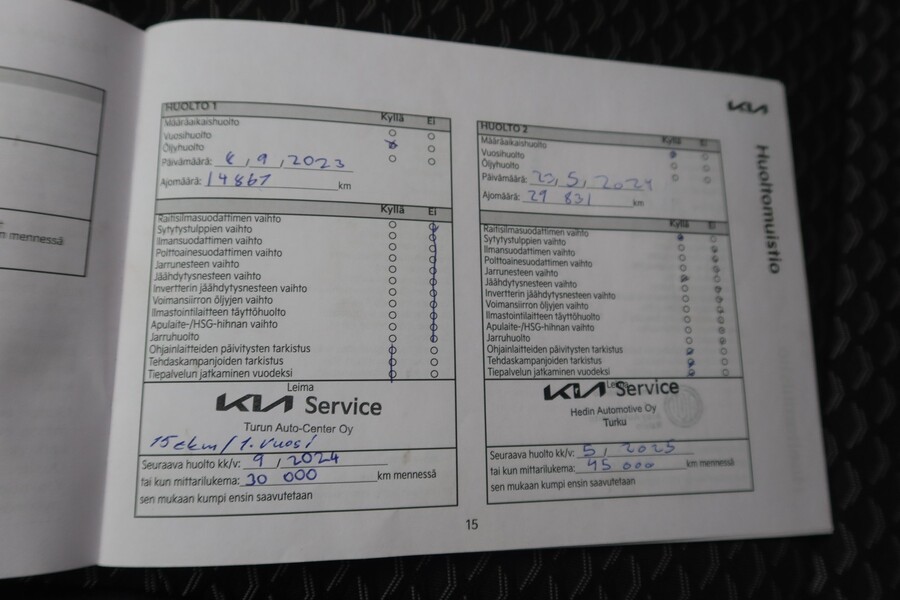 mennessä
HUOLTO 1
Kyllä Ei
Määräaikaishuolto
Vuosihuolto
Öljyhuolto
Päivämäärä: 8,9,2023
Ajomäärä: 14867 km
Kyllä Ei
Raitisilmasuodattimen vaihto
Sytytystulppien vaihto
Ilmansuodattimen vaihto
Polttoainesuodattimen vaihto
Jarrunesteen vaihto
Jäähdytysnesteen vaihto
Invertterin jäähdytysnesteen vaihto
Voimansiirron öljyjen vaihto
Ilmastointilaitteen täyttöhuolto
Apulaite-/HSG-hihnan vaihto
Jarruhuolto
Ohjainlaitteiden päivitysten tarkistus
Tehdaskampanjoiden tarkistus
Tiepalvelun jatkaminen vuodeksi
Leima
KIA Service
Turun Auto-Center Oy
15tkm/1.vuosi
Seuraava huolto kk/v: 9, 2024
tai kun mittarilukema: 30 000 km mennessä
sen mukaan kumpi ensin saavutetaan
HUOLTO 2
Kyllä Ei
Määräaikaishuolto
Vuosihuolto
Öljyhuolto
Päivämäärä: 5, 2024
Ajomäärä: 29 831 km
Kyllä Ei
Raitisilmasuodattimen vaihto
Sytytystulppien vaihto
Ilmansuodattimen vaihto
Polttoainesuodattimen vaihto
Jarrunesteen vaihto
Jäähdytysnesteen vaihto
Invertterin jäähdytysnesteen vaihto
Voimansiirron öljyjen vaihto
Ilmastointilaitteen täyttöhuolto
Apulaite-/HSG-hihnan vaihto
Jarruhuolto
Ohjainlaitteiden päivitysten tarkistus
Tehdaskampanjoiden tarkistus
Tiepalvelun jatkaminen vuodeksi
Leima
KIA Service
Hedin Automotive Oy
Turku
Seuraava huolto kk/v: 5, 2025
tai kun mittarilukema: 45 000 km mennessä
sen mukaan kumpi ensin saavutetaan
KIA
Huoltomuistio
15